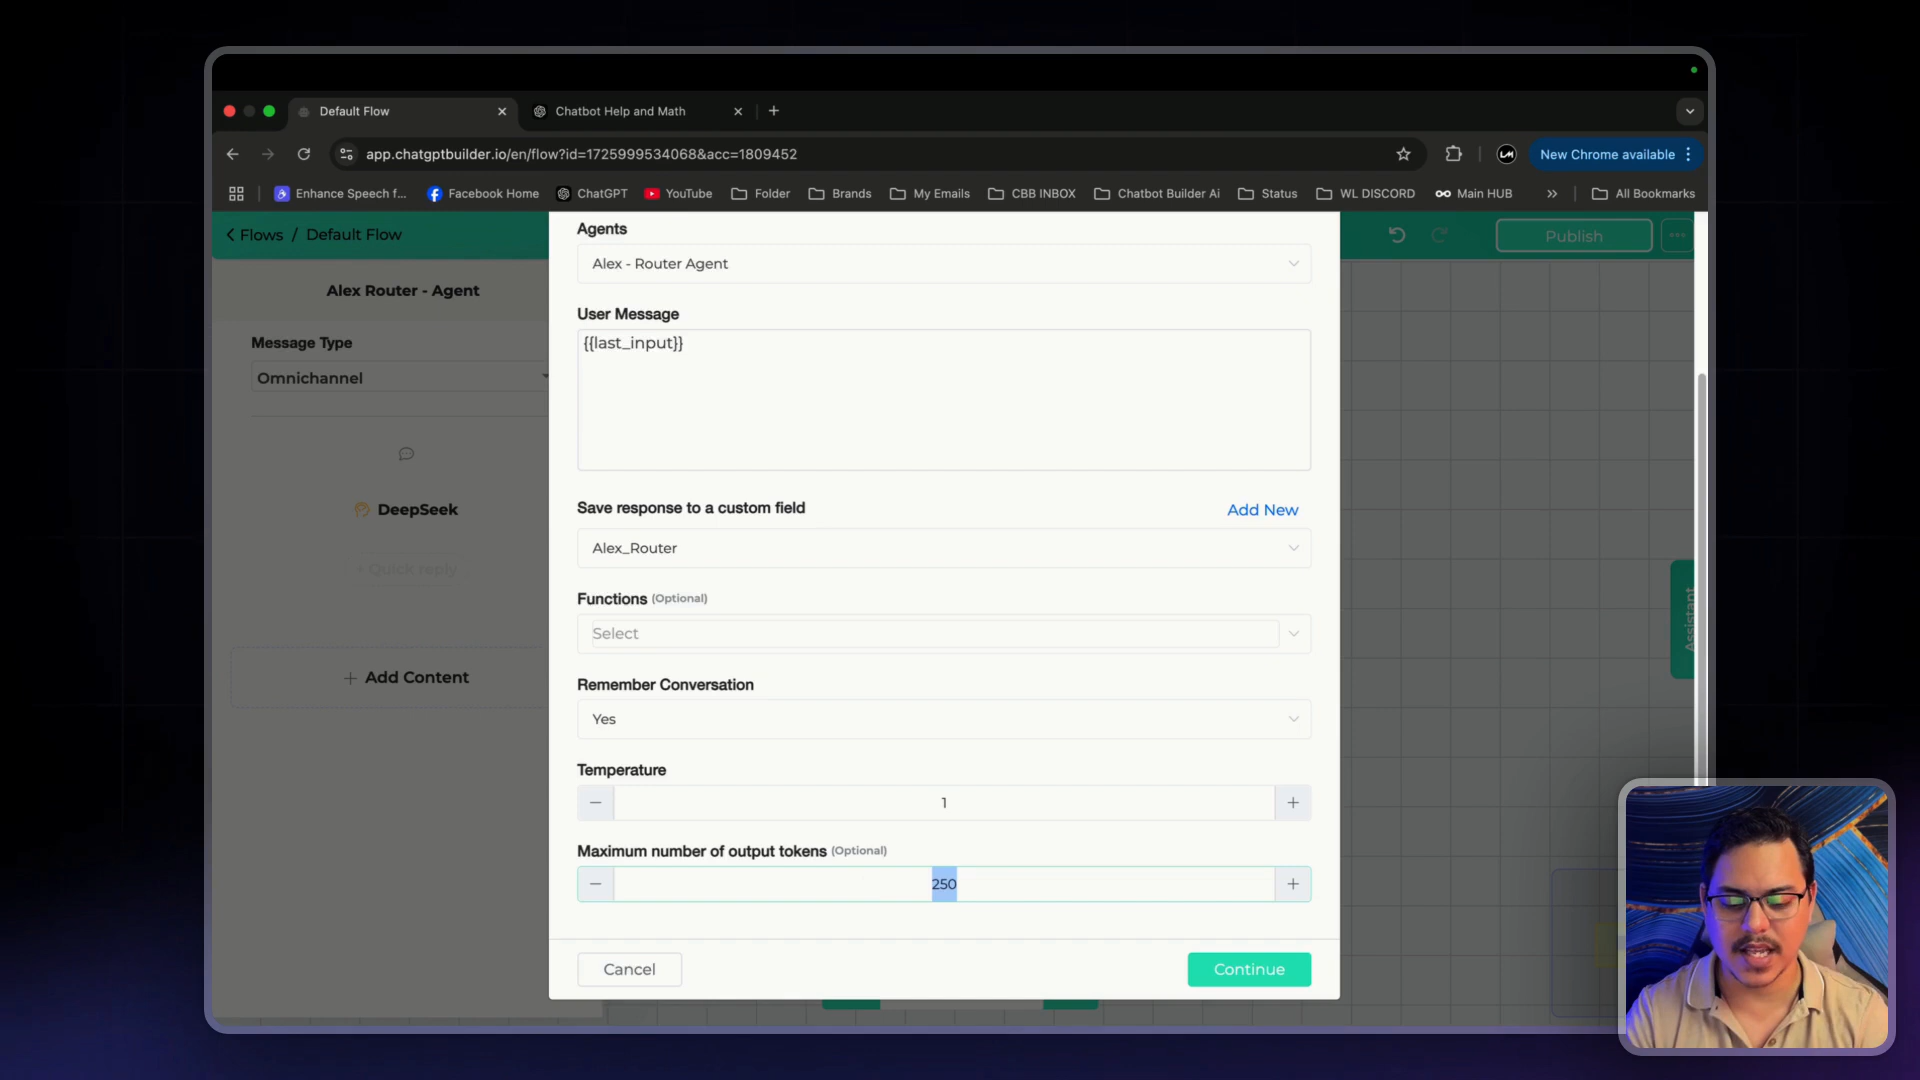 Default Flow
Chatbot Help and Math
app.chatgptbuilder.io/en/flow?id=1725999534068&acc=1809452
New Chrome available
Enhance Speech f...
Facebook Home
ChatGPT
YouTube
Folder
Brands
My Emails
CBB INBOX
Chatbot Builder Ai
Status
WL DISCORD
Main HUB
All Bookmarks
Flows / Default Flow
Publish
Alex Router - Agent
Message Type
Omnichannel
DeepSeek
+ Quick reply
+ Add Content
Agents
Alex - Router Agent
User Message
{{last_input}}
Save response to a custom field
Add New
Alex_Router
Functions (Optional)
Select
Remember Conversation
Yes
Temperature
1
Maximum number of output tokens (Optional)
250
Cancel
Continue
Assistant